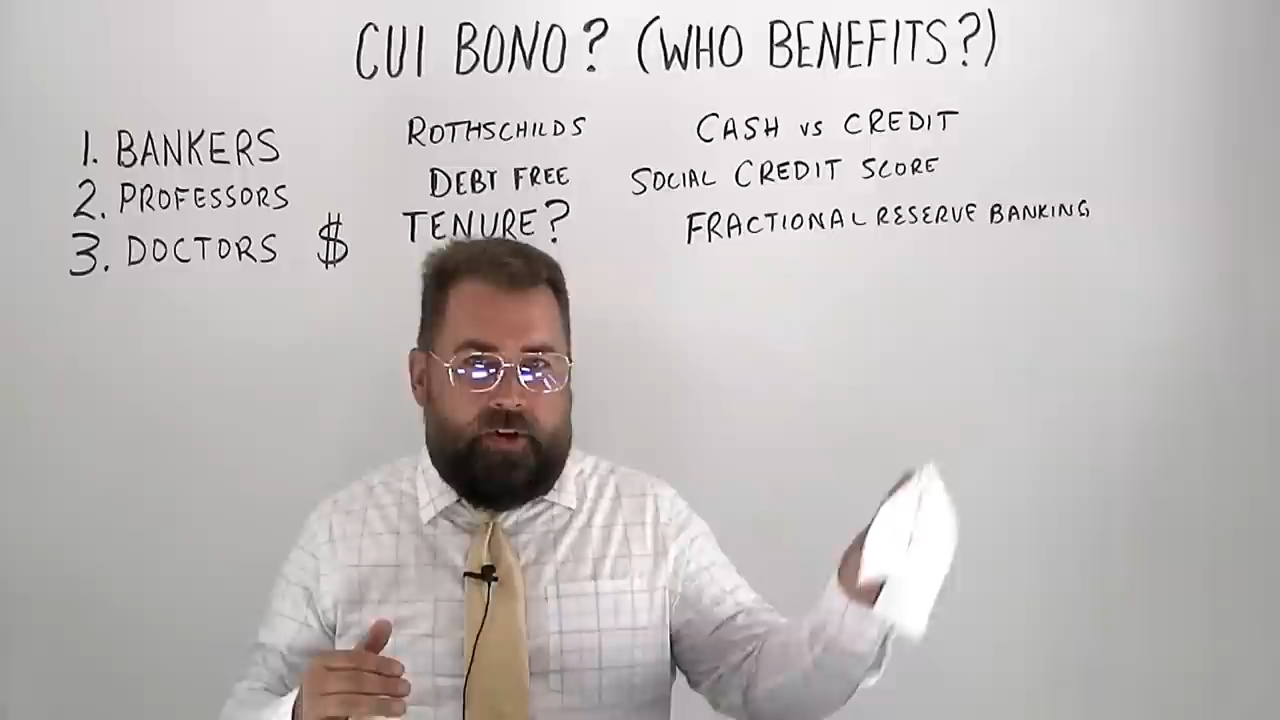 CUI BONO? (WHO BENEFITS?)
1. BANKERS
2. PROFESSORS
3. DOCTORS $
ROTHSCHILDS
DEBT FREE
TENURE?
CASH vs CREDIT
SOCIAL CREDIT SCORE
FRACTIONAL RESERVE BANKING